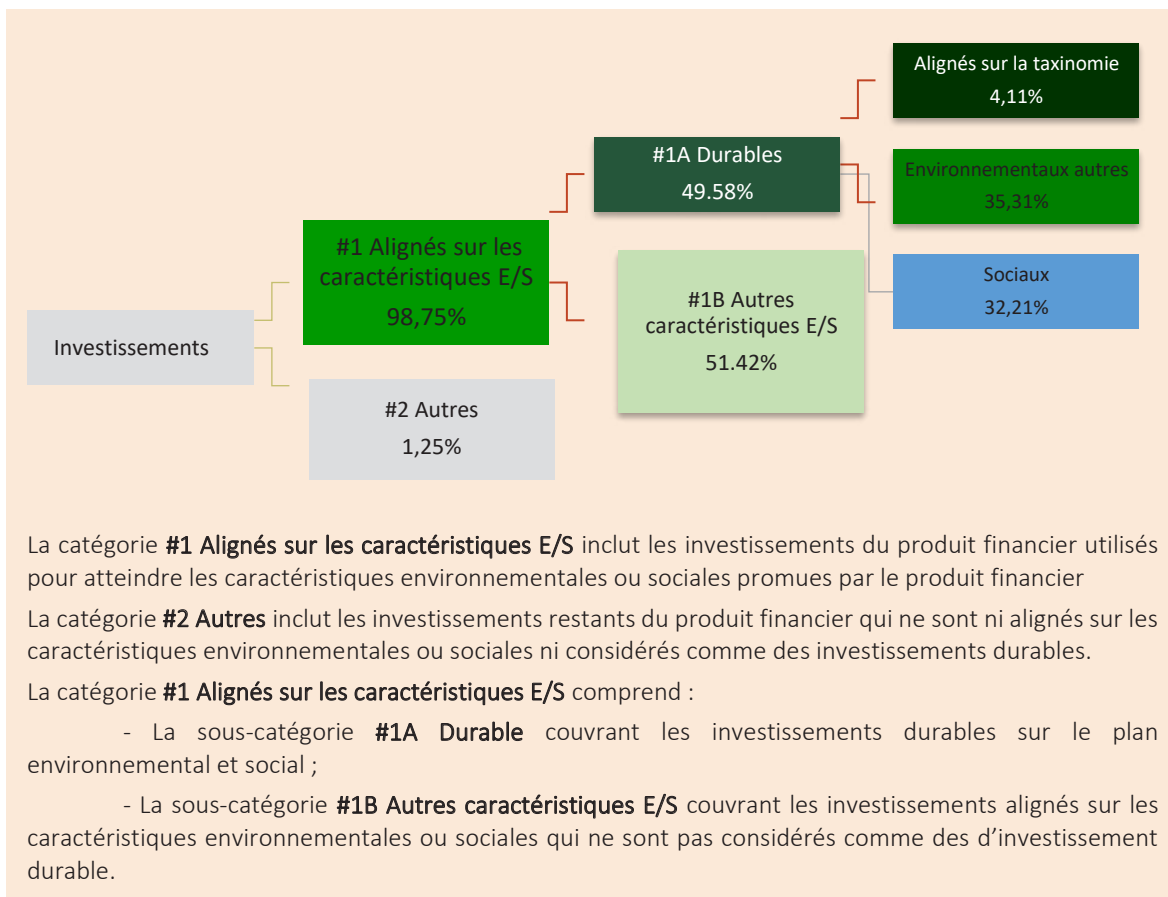 Alignés sur la taxinomie
4,11%
#1A Durables
49.58%
Environnementaux autres
35,31%
#1 Alignés sur les
caractéristiques E/S
98,75%
Sociaux
32,21%
#1B Autres
caractéristiques E/S
51.42%
Investissements
#2 Autres
1,25%
La catégorie #1 Alignés sur les caractéristiques E/S inclut les investissements du produit financier utilisés
pour atteindre les caractéristiques environnementales ou sociales promues par le produit financier
La catégorie #2 Autres inclut les investissements restants du produit financier qui ne sont ni alignés sur les
caractéristiques environnementales ou sociales ni considérés comme des investissements durables.
La catégorie #1 Alignés sur les caractéristiques E/S comprend :
- La sous-catégorie #1A Durable couvrant les investissements durables sur le plan
environnemental et social ;
- La sous-catégorie #1B Autres caractéristiques E/S couvrant les investissements alignés sur les
caractéristiques environnementales ou sociales qui ne sont pas considérés comme des d'investissement
durable.